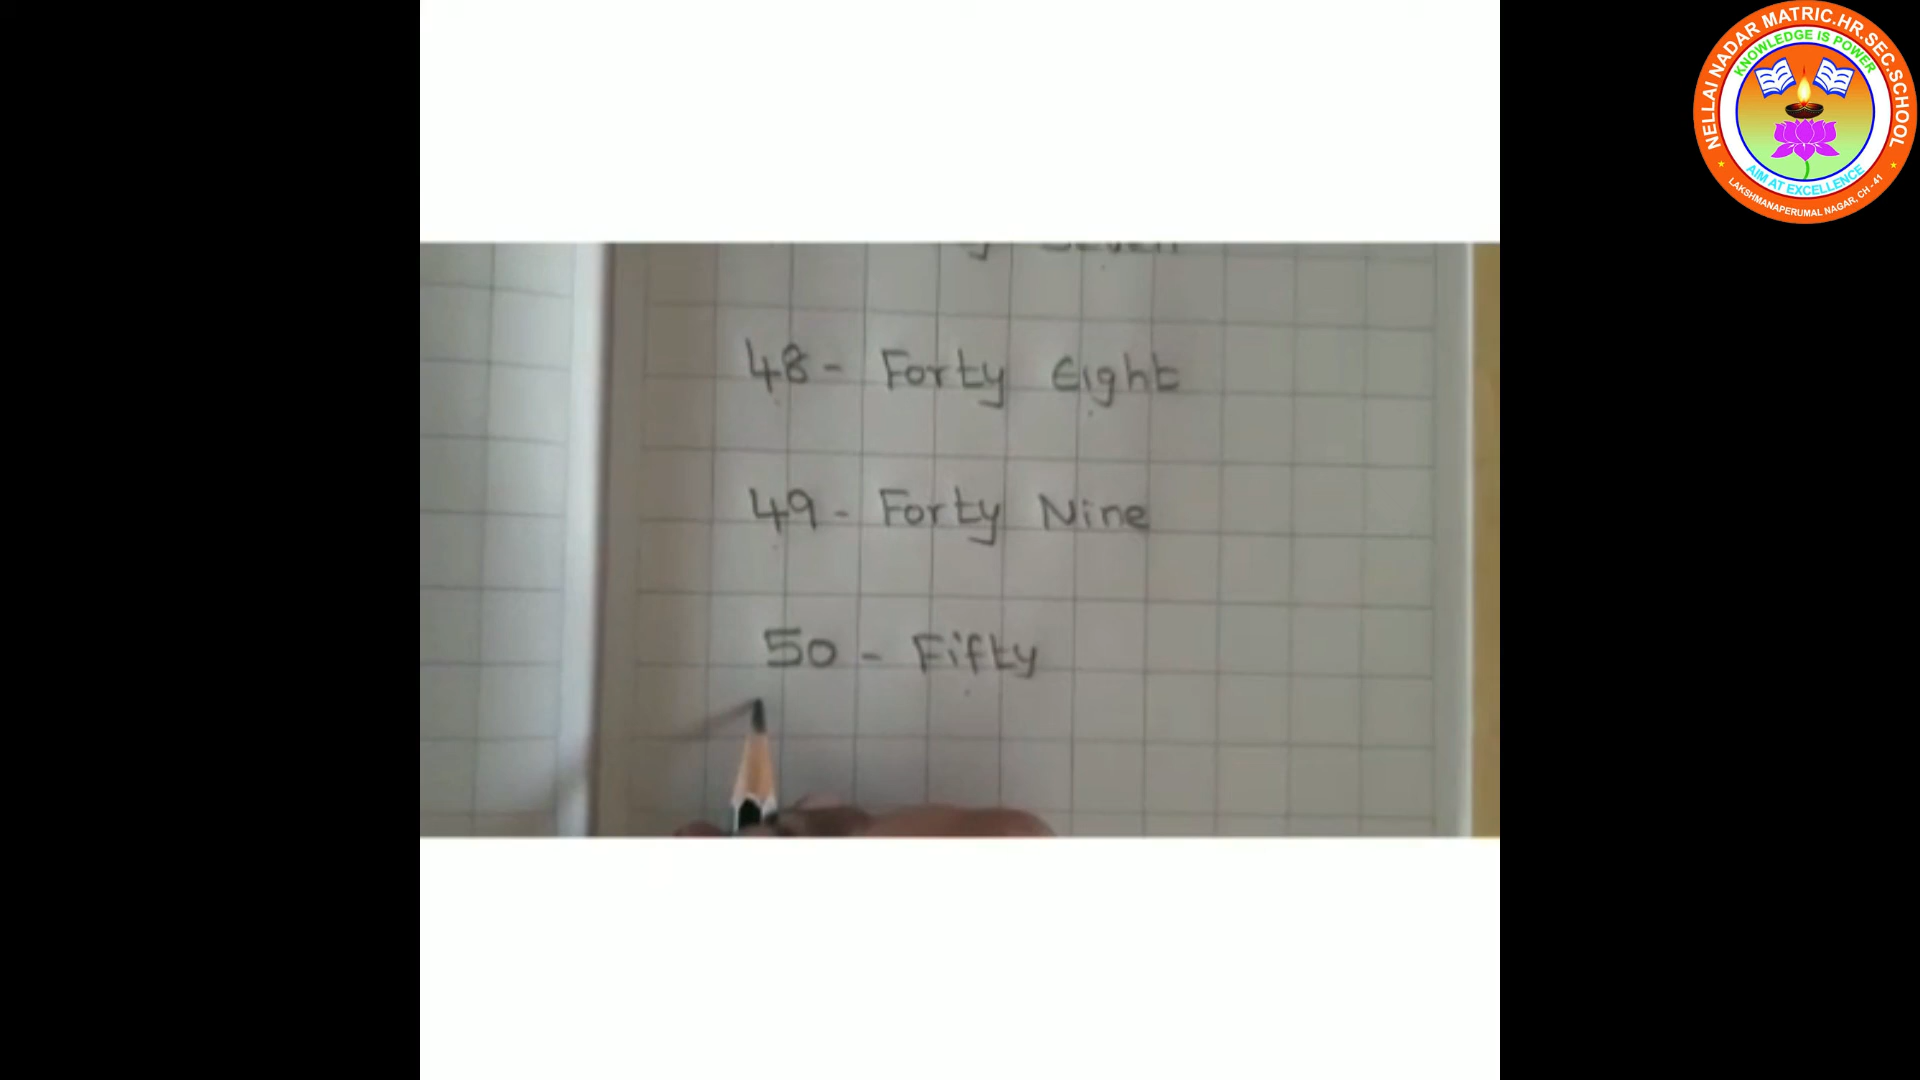 Seven
48 - Forty Eight
49 - Forty Nine
50 - Fifty
NELLAI NADAR MATRIC.HR.SEC.SCHOOL
KNOWLEDGE IS POWER
AIM AT EXCELLENCE
LAKSHMANAPERUMAL NAGAR, CH - 41